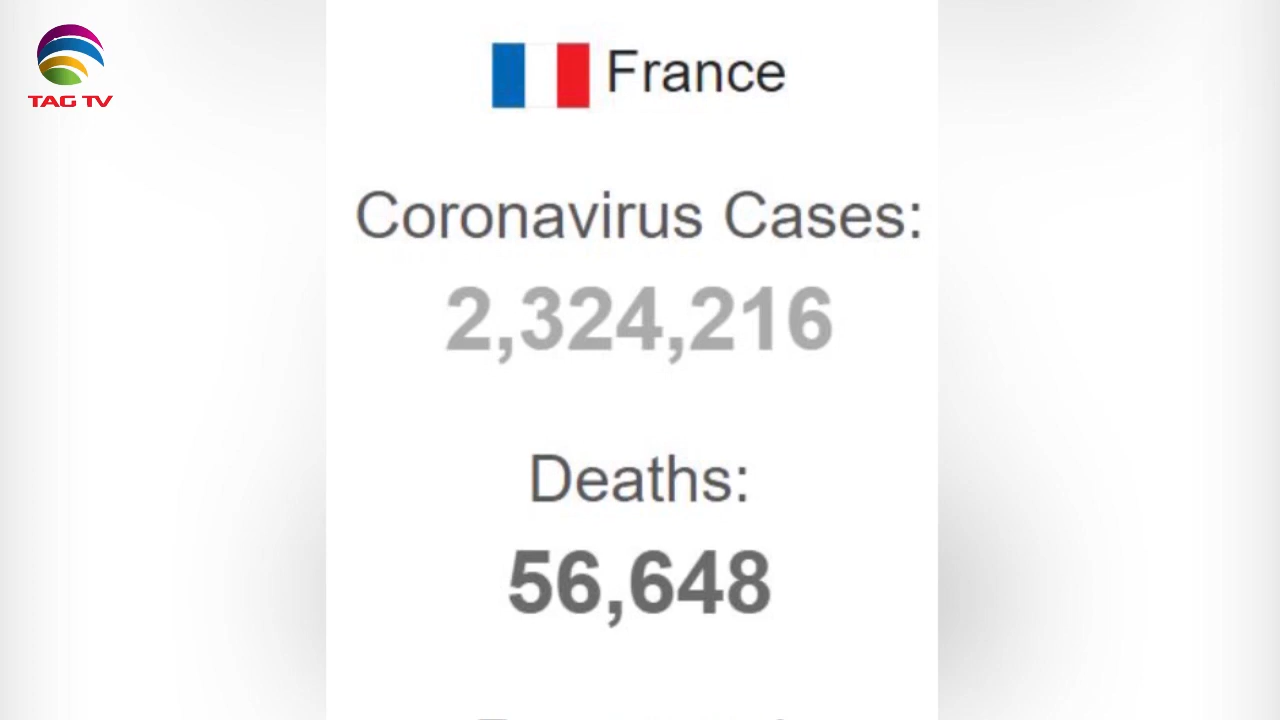 TAG TV
France
Coronavirus Cases:
2,324,216
Deaths:
56,648